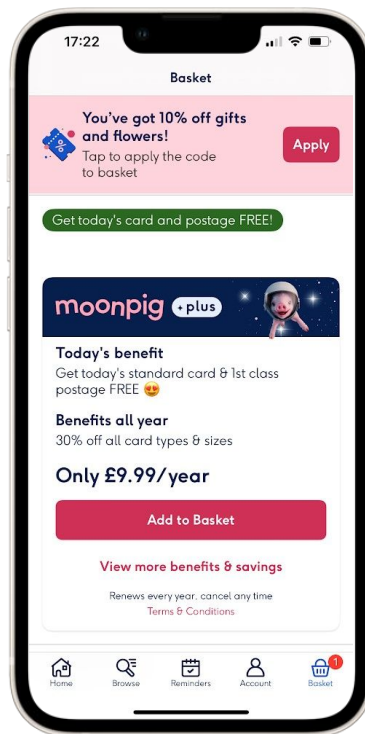 17:22
Basket
You've got 10% off gifts
and flowers!
Tap to apply the code
to basket
Apply
Get today's card and postage FREE!
moonpig
plus
Today's benefit
Get today's standard card & 1st class
postage FREE 😍
Benefits all year
30% off all card types & sizes
Only £9.99/year
Add to Basket
View more benefits & savings
Renews every year, cancel any time
Terms & Conditions
1
Home
Browse
Reminders
Account
Basket